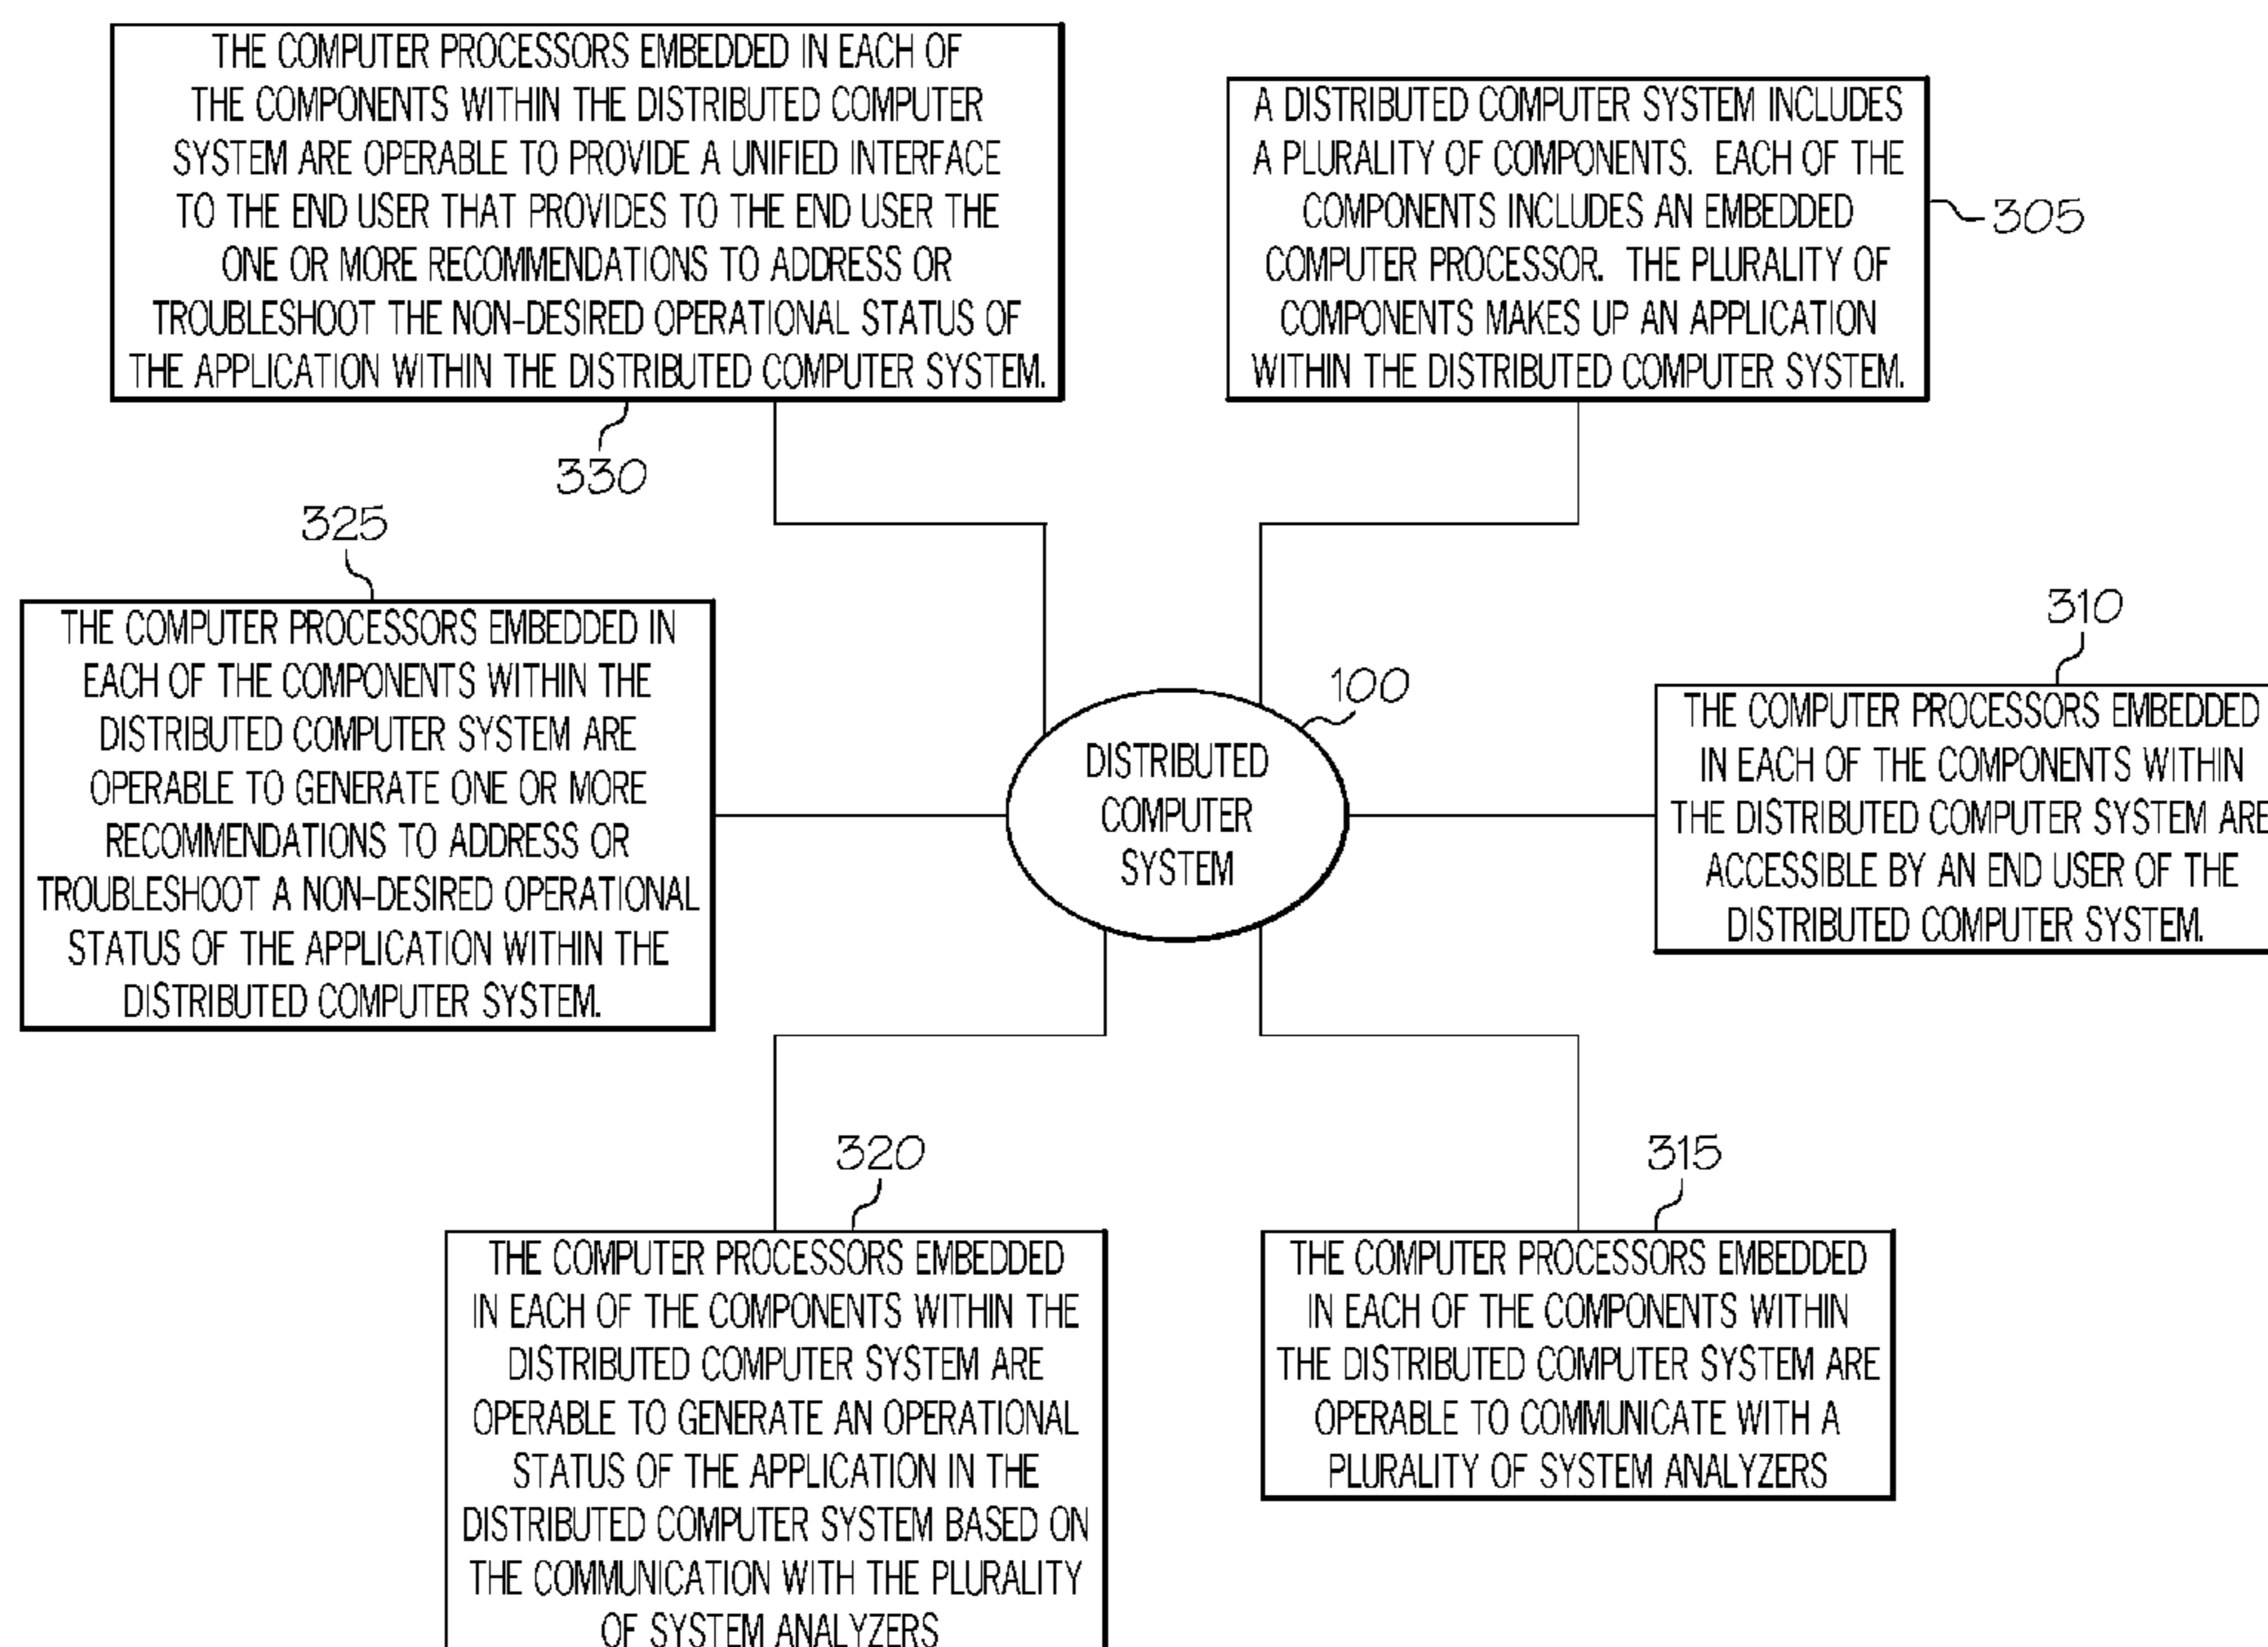 THE COMPUTER PROCESSORS EMBEDDED IN EACH OF
THE COMPONENTS WITHIN THE DISTRIBUTED COMPUTER
SYSTEM ARE OPERABLE TO PROVIDE A UNIFIED INTERFACE
TO THE END USER THAT PROVIDES TO THE END USER THE
ONE OR MORE RECOMMENDATIONS TO ADDRESS OR
TROUBLESHOOT THE NON-DESIRED OPERATIONAL STATUS OF
THE APPLICATION WITHIN THE DISTRIBUTED COMPUTER SYSTEM.
330
A DISTRIBUTED COMPUTER SYSTEM INCLUDES
A PLURALITY OF COMPONENTS. EACH OF THE
COMPONENTS INCLUDES AN EMBEDDED
COMPUTER PROCESSOR. THE PLURALITY OF
COMPONENTS MAKES UP AN APPLICATION
WITHIN THE DISTRIBUTED COMPUTER SYSTEM.
305
325
THE COMPUTER PROCESSORS EMBEDDED IN
EACH OF THE COMPONENTS WITHIN THE
DISTRIBUTED COMPUTER SYSTEM ARE
OPERABLE TO GENERATE ONE OR MORE
RECOMMENDATIONS TO ADDRESS OR
TROUBLESHOOT A NON-DESIRED OPERATIONAL
STATUS OF THE APPLICATION WITHIN THE
DISTRIBUTED COMPUTER SYSTEM.
100
DISTRIBUTED
COMPUTER
SYSTEM
310
THE COMPUTER PROCESSORS EMBEDDED
IN EACH OF THE COMPONENTS WITHIN
THE DISTRIBUTED COMPUTER SYSTEM ARE
ACCESSIBLE BY AN END USER OF THE
DISTRIBUTED COMPUTER SYSTEM.
320
THE COMPUTER PROCESSORS EMBEDDED
IN EACH OF THE COMPONENTS WITHIN THE
DISTRIBUTED COMPUTER SYSTEM ARE
OPERABLE TO GENERATE AN OPERATIONAL
STATUS OF THE APPLICATION IN THE
DISTRIBUTED COMPUTER SYSTEM BASED ON
THE COMMUNICATION WITH THE PLURALITY
OF SYSTEM ANALYZERS
315
THE COMPUTER PROCESSORS EMBEDDED
IN EACH OF THE COMPONENTS WITHIN
THE DISTRIBUTED COMPUTER SYSTEM ARE
OPERABLE TO COMMUNICATE WITH A
PLURALITY OF SYSTEM ANALYZERS